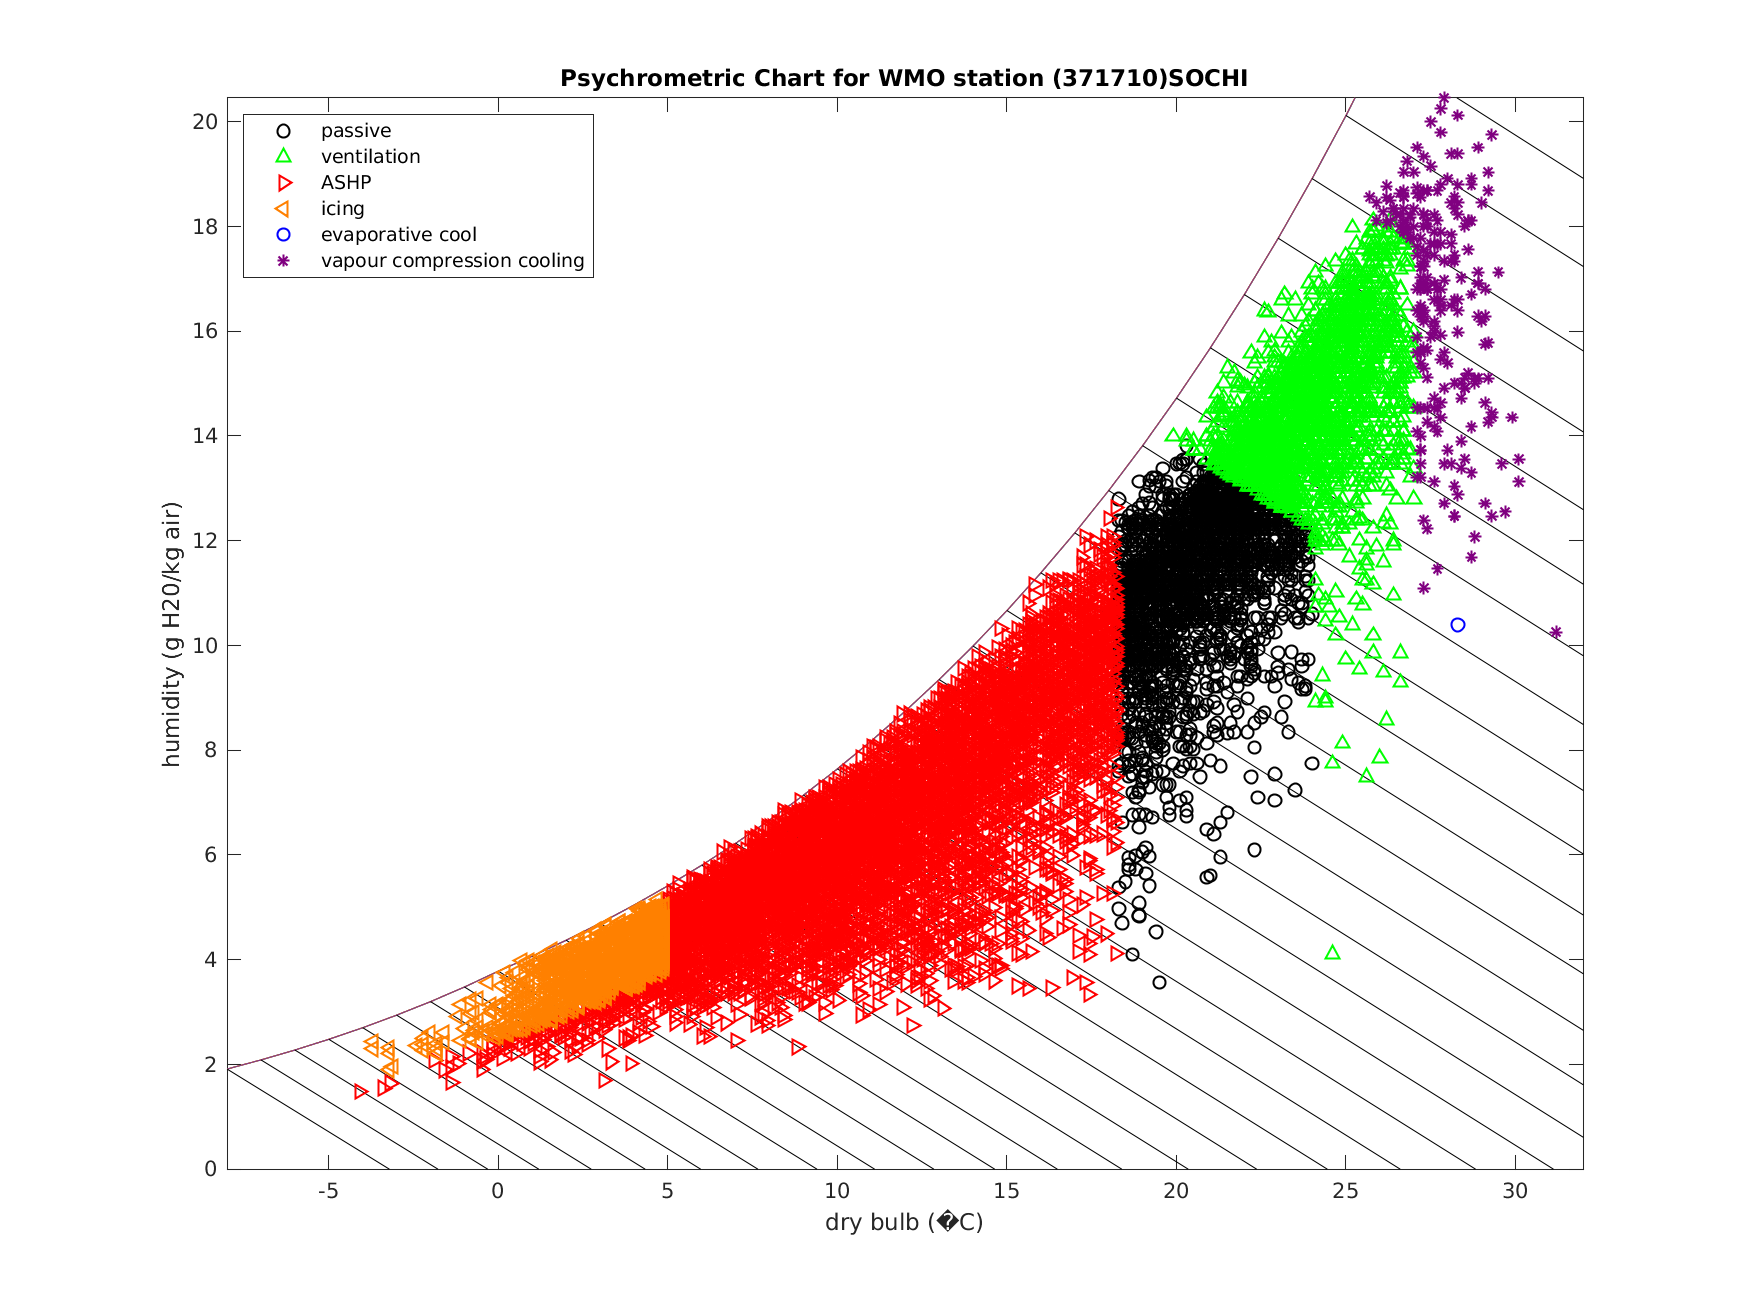 Psychrometric Chart for WMO station (371710)SOCHI
passive
ventilation
ASHP
icing
evaporative cool
vapour compression cooling
humidity (g H20/kg air)
20
18
16
14
12
10
8
6
4
2
0
-5 0 5 10 15 20 25 30
dry bulb (�C)